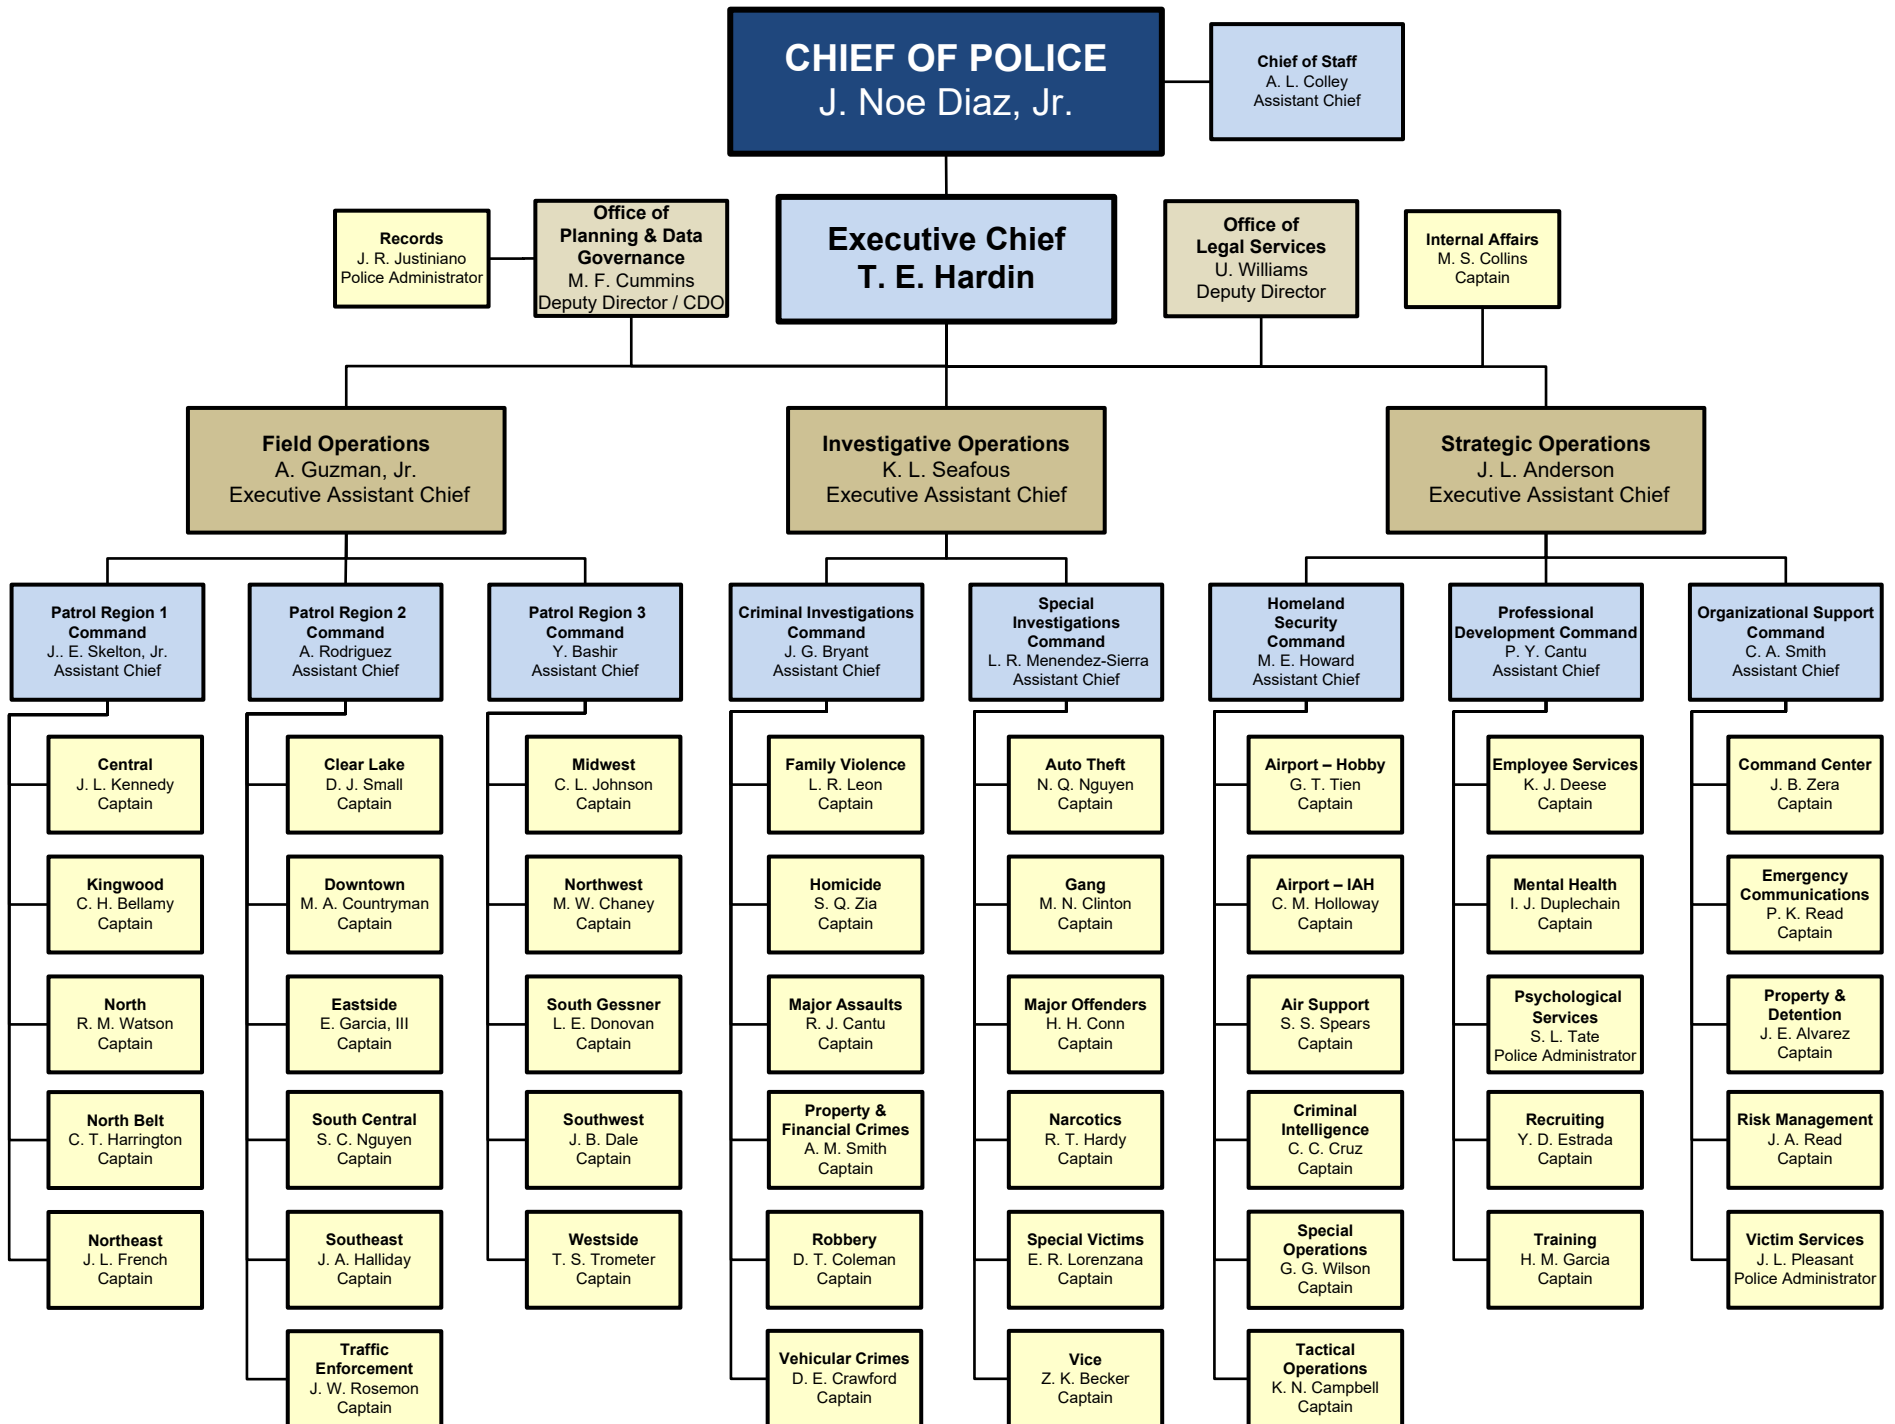 CHIEF OF POLICE
J. Noe Diaz, Jr.
Chief of Staff
A. L. Colley
Assistant Chief
Records
J. R. Justiniano
Police Administrator
Office of
Planning & Data
Governance
M. F. Cummins
Deputy Director / CDO
Executive Chief
T. E. Hardin
Office of
Legal Services
U. Williams
Deputy Director
Internal Affairs
M. S. Collins
Captain
Field Operations
A. Guzman, Jr.
Executive Assistant Chief
Investigative Operations
K. L. Seafous
Executive Assistant Chief
Strategic Operations
J. L. Anderson
Executive Assistant Chief
Patrol Region 1
Command
J.. E. Skelton, Jr.
Assistant Chief
Patrol Region 2
Command
A. Rodriguez
Assistant Chief
Patrol Region 3
Command
Y. Bashir
Assistant Chief
Criminal Investigations
Command
J. G. Bryant
Assistant Chief
Special
Investigations
Command
L. R. Menendez-Sierra
Assistant Chief
Homeland
Security
Command
M. E. Howard
Assistant Chief
Professional
Development Command
P. Y. Cantu
Assistant Chief
Organizational Support
Command
C. A. Smith
Assistant Chief
Central
J. L. Kennedy
Captain
Clear Lake
D. J. Small
Captain
Midwest
C. L. Johnson
Captain
Family Violence
L. R. Leon
Captain
Auto Theft
N. Q. Nguyen
Captain
Airport – Hobby
G. T. Tien
Captain
Employee Services
K. J. Deese
Captain
Command Center
J. B. Zera
Captain
Kingwood
C. H. Bellamy
Captain
Downtown
M. A. Countryman
Captain
Northwest
M. W. Chaney
Captain
Homicide
S. Q. Zia
Captain
Gang
M. N. Clinton
Captain
Airport – IAH
C. M. Holloway
Captain
Mental Health
I. J. Duplechain
Captain
Emergency
Communications
P. K. Read
Captain
North
R. M. Watson
Captain
Eastside
E. Garcia, III
Captain
South Gessner
L. E. Donovan
Captain
Major Assaults
R. J. Cantu
Captain
Major Offenders
H. H. Conn
Captain
Air Support
S. S. Spears
Captain
Psychological
Services
S. L. Tate
Police Administrator
Property &
Detention
J. E. Alvarez
Captain
North Belt
C. T. Harrington
Captain
South Central
S. C. Nguyen
Captain
Southwest
J. B. Dale
Captain
Property &
Financial Crimes
A. M. Smith
Captain
Narcotics
R. T. Hardy
Captain
Criminal
Intelligence
C. C. Cruz
Captain
Recruiting
Y. D. Estrada
Captain
Risk Management
J. A. Read
Captain
Northeast
J. L. French
Captain
Southeast
J. A. Halliday
Captain
Westside
T. S. Trometer
Captain
Robbery
D. T. Coleman
Captain
Special Victims
E. R. Lorenzana
Captain
Special
Operations
G. G. Wilson
Captain
Training
H. M. Garcia
Captain
Victim Services
J. L. Pleasant
Police Administrator
Traffic
Enforcement
J. W. Rosemon
Captain
Vehicular Crimes
D. E. Crawford
Captain
Vice
Z. K. Becker
Captain
Tactical
Operations
K. N. Campbell
Captain